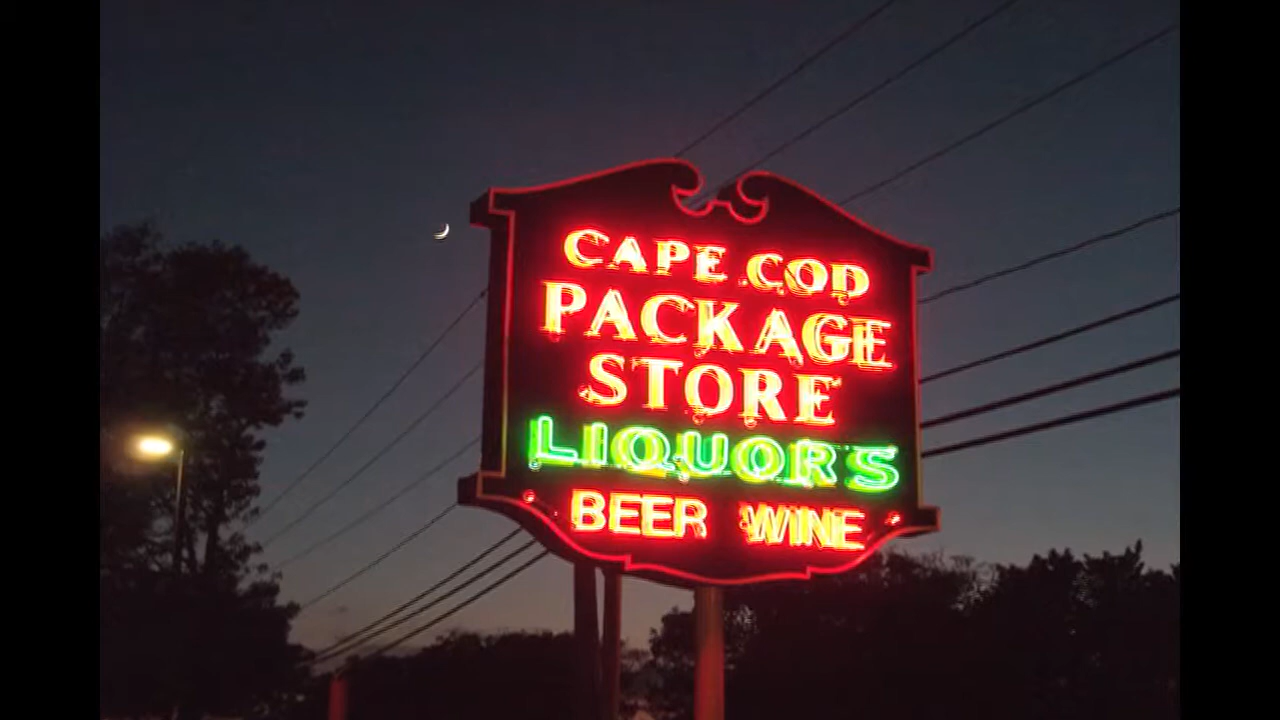 CAPE COD
PACKAGE
STORE
LIQUORS
BEER WINE